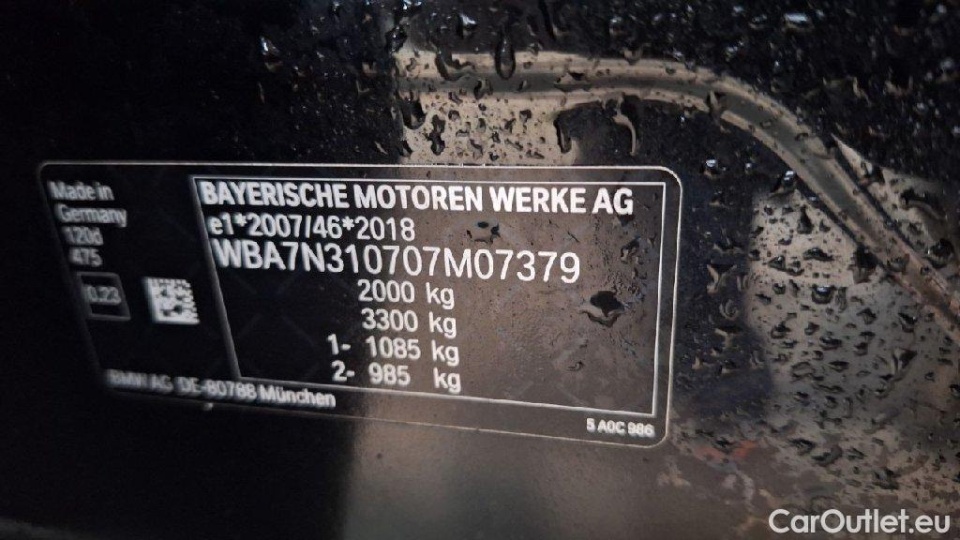 Made in
Germany
120d
475
0.23
BAYERISCHE MOTOREN WERKE AG
e1*2007/46*2018
WBA7N310707M07379
2000 kg
3300 kg
1- 1085 kg
2- 985 kg
BMW AG DE-80788 München
5 A0C 986
CarOutlet.eu